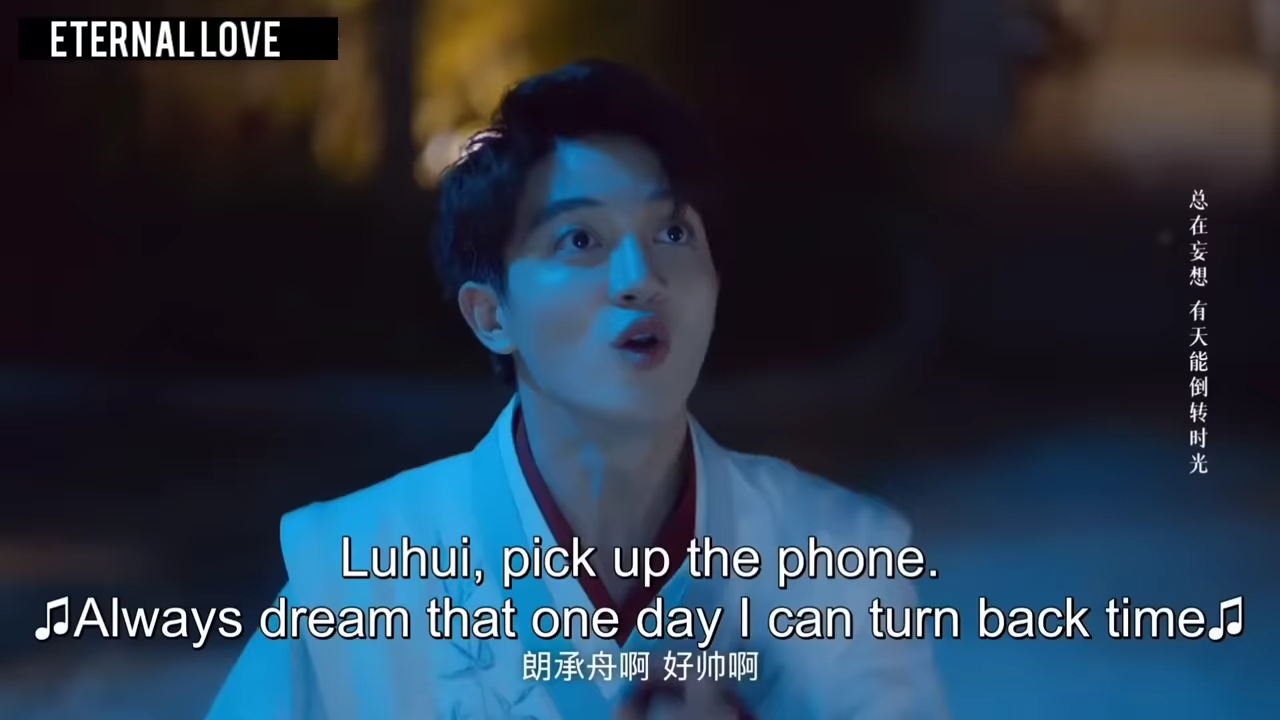 ETERNAL LOVE
总在妄想 有天能倒转时光
Luhui, pick up the phone.
♫Always dream that one day I can turn back time♫
朗承舟啊 好帅啊